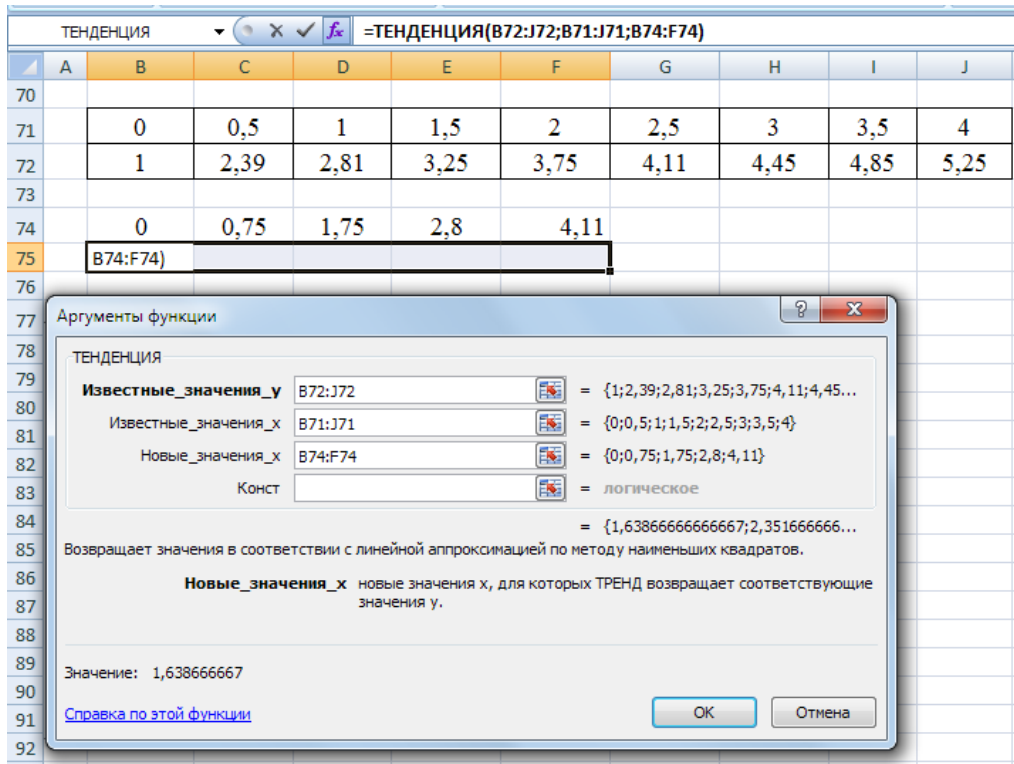 ТЕНДЕНЦИЯ fx =ТЕНДЕНЦИЯ(B72:J72;B71:J71;B74:F74)
A B C D E F G H I J
70
71 0 0,5 1 1,5 2 2,5 3 3,5 4
72 1 2,39 2,81 3,25 3,75 4,11 4,45 4,85 5,25
73
74 0 0,75 1,75 2,8 4,11
75 B74:F74)
76
77 Аргументы функции ? X
78 ТЕНДЕНЦИЯ
79 Известные_значения_y B72:J72 = {1;2,39;2,81;3,25;3,75;4,11;4,45...
80
81 Известные_значения_x B71:J71 = {0;0,5;1;1,5;2;2,5;3;3,5;4}
82 Новые_значения_x B74:F74 = {0;0,75;1,75;2,8;4,11}
83 Конст = логическое
84 = {1,63866666666667;2,351666666...
85 Возвращает значения в соответствии с линейной аппроксимацией по методу наименьших квадратов.
86 Новые_значения_x новые значения x, для которых ТРЕНД возвращает соответствующие
87 значения y.
88
89 Значение: 1,638666667
90
91 Справка по этой функции ОК Отмена
92